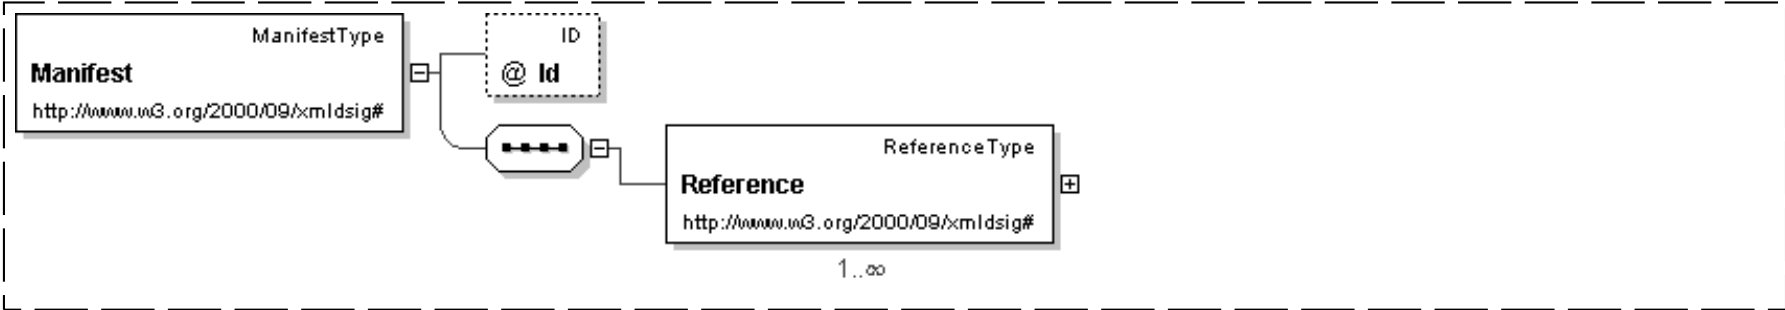 ManifestType
Manifest
http://www.w3.org/2000/09/xmldsig#
ID
@ Id
ReferenceType
Reference
http://www.w3.org/2000/09/xmldsig#
1..∞